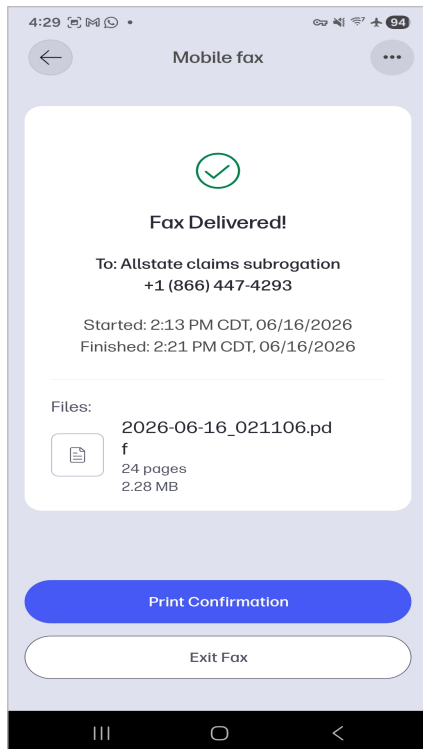 4:29
94
Mobile fax
Fax Delivered!
To: Allstate claims subrogation
+1 (866) 447-4293
Started: 2:13 PM CDT, 06/16/2026
Finished: 2:21 PM CDT, 06/16/2026
Files:
2026-06-16_021106.pd
f
24 pages
2.28 MB
Print Confirmation
Exit Fax